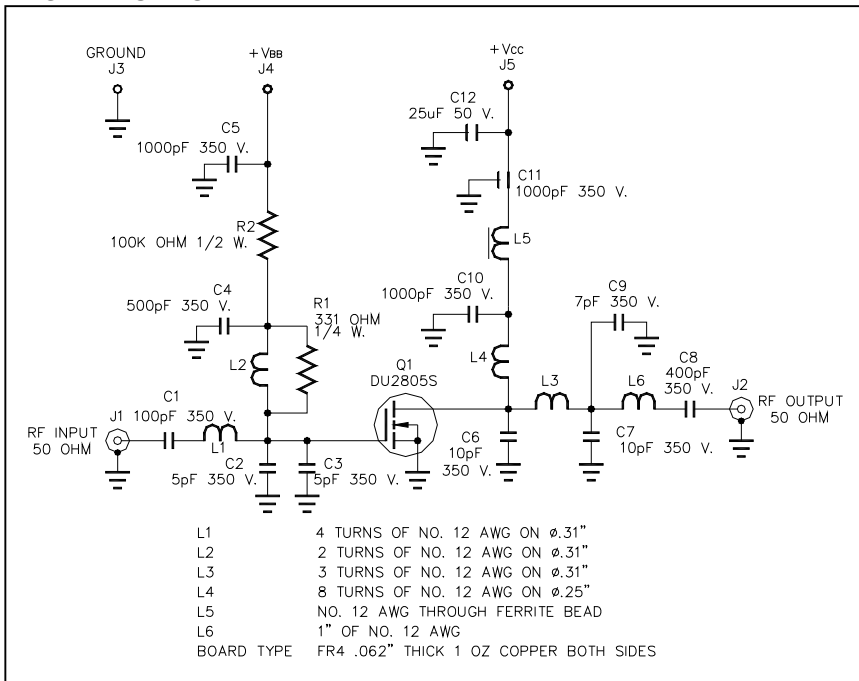 GROUND
J3
+VBB
J4
+Vcc
J5
C12
25uF 50 V.
C5
1000pF 350 V.
C11
1000pF 350 V.
R2
100K OHM 1/2 W.
L5
C10
1000pF 350 V.
C9
7pF 350 V.
C4
500pF 350 V.
R1
331 OHM
1/4 W.
L2
Q1
DU2805S
L4
L3
L6
C8
400pF
350 V.
J2
RF OUTPUT
50 OHM
C1
100pF 350 V.
J1
RF INPUT
50 OHM
L1
C2
5pF 350 V.
C3
5pF 350 V.
C6
10pF
350 V.
C7
10pF 350 V.
L1 4 TURNS OF NO. 12 AWG ON ø.31"
L2 2 TURNS OF NO. 12 AWG ON ø.31"
L3 3 TURNS OF NO. 12 AWG ON ø.31"
L4 8 TURNS OF NO. 12 AWG ON ø.25"
L5 NO. 12 AWG THROUGH FERRITE BEAD
L6 1" OF NO. 12 AWG
BOARD TYPE FR4 .062" THICK 1 OZ COPPER BOTH SIDES